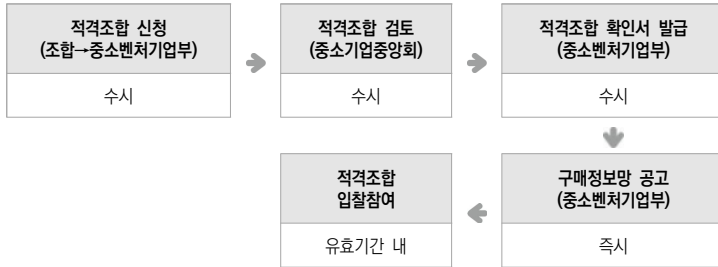 적격조합 신청
(조합→중소벤처기업부)
수시
적격조합 검토
(중소기업중앙회)
수시
적격조합 확인서 발급
(중소벤처기업부)
수시
구매정보망 공고
(중소벤처기업부)
즉시
적격조합
입찰참여
유효기간 내